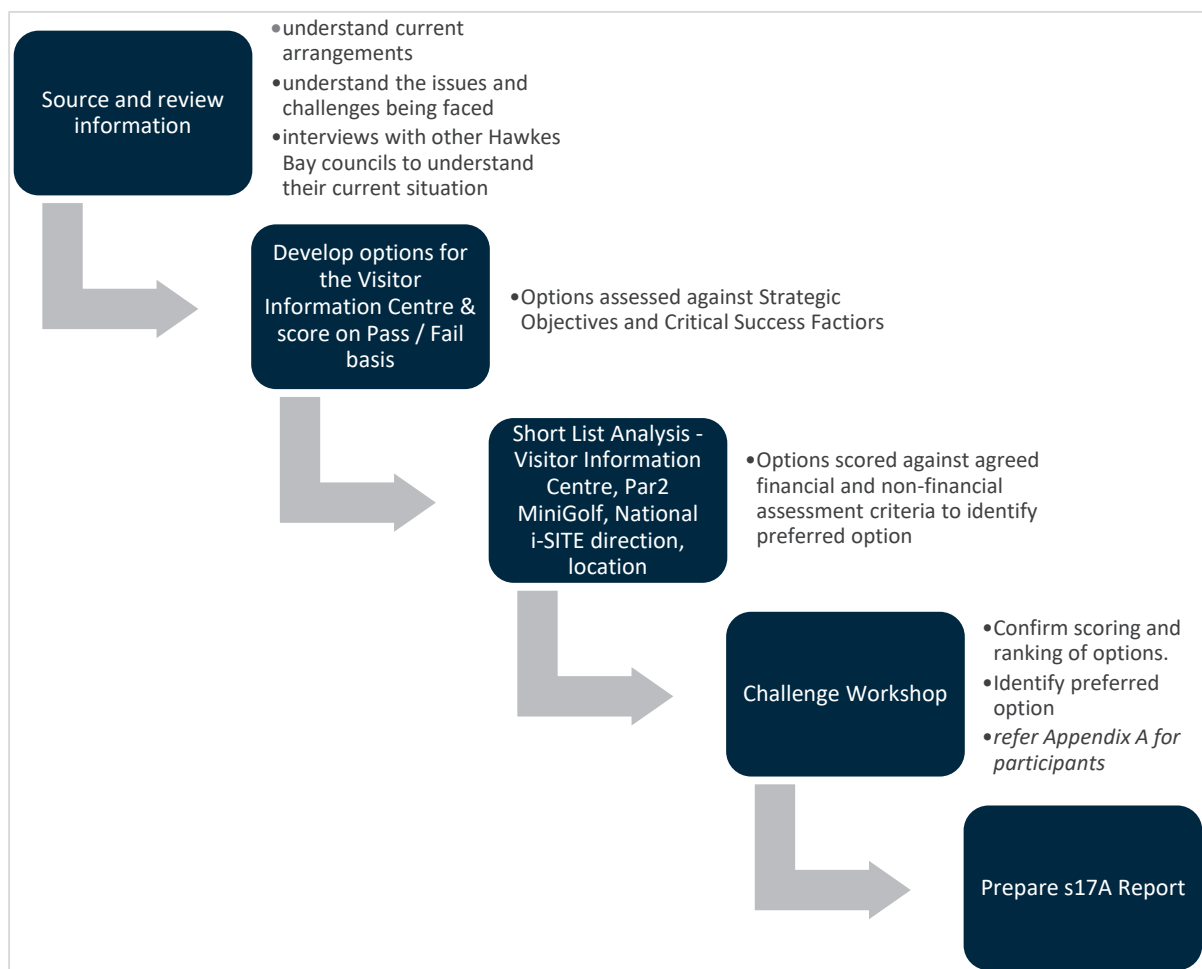 Source and review
information
•understand current
arrangements
•understand the issues and
challenges being faced
•interviews with other Hawkes
Bay councils to understand
their current situation
Develop options for
the Visitor
Information Centre &
score on Pass / Fail
basis
•Options assessed against Strategic
Objectives and Critical Success Factiors
Short List Analysis -
Visitor Information
Centre, Par2
MiniGolf, National
i-SITE direction,
location
•Options scored against agreed
financial and non-financial
assessment criteria to identify
preferred option
Challenge Workshop
•Confirm scoring and
ranking of options.
•Identify preferred
option
•refer Appendix A for
participants
Prepare s17A Report